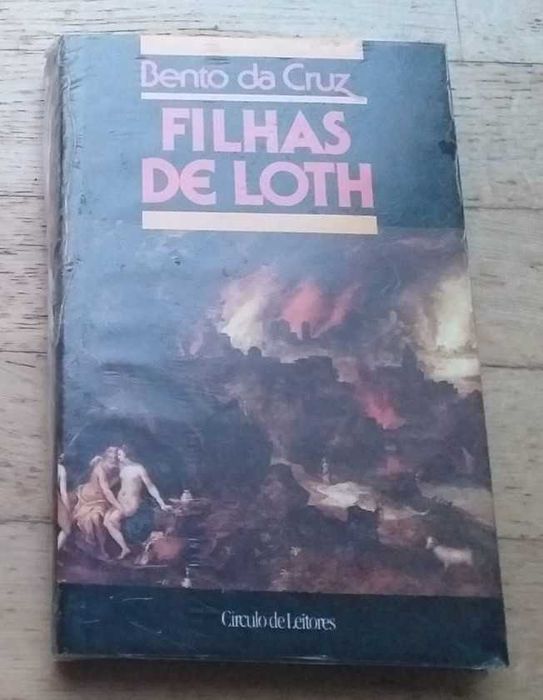 Bento da Cruz
FILHAS
DE LOTH
Círculo de Leitores